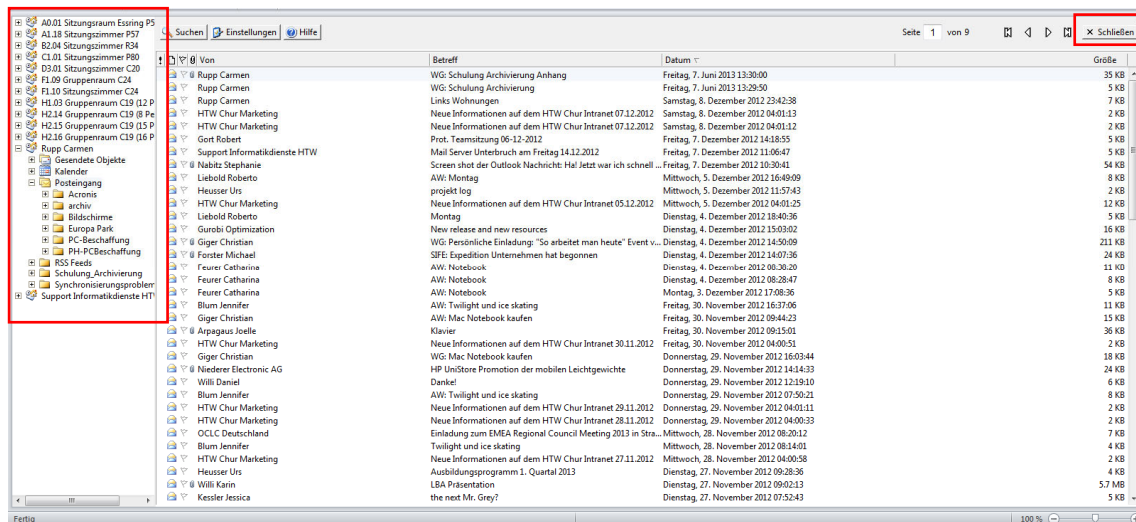 A0.01 Sitzungsraum Essring P5
A1.18 Sitzungszimmer P57
B2.04 Sitzungszimmer R34
C1.01 Sitzungszimmer P80
D3.01 Sitzungszimmer C20
F1.09 Gruppenraum C24
F1.10 Sitzungszimmer C24
H1.03 Gruppenraum C19 (12 P
H2.14 Gruppenraum C19 (8 Pe
H2.15 Gruppenraum C19 (15 P
H2.16 Gruppenraum C19 (16 P
Rupp Carmen
Gesendete Objekte
Kalender
Posteingang
Acronis
archiv
Bildschirme
Europa Park
PC-Beschaffung
PH-PCBeschaffung
RSS Feeds
Schulung_Archivierung
Synchronisierungsproblem
Support Informatikdienste HT
Suchen Einstellungen Hilfe Seite 1 von 9 Schließen
Von Betreff Datum Größe
Rupp Carmen WG: Schulung Archivierung Anhang Freitag, 7. Juni 2013 13:30:00 35 KB
Rupp Carmen WG: Schulung Archivierung Freitag, 7. Juni 2013 13:29:50 5 KB
Rupp Carmen Links Wohnungen Samstag, 8. Dezember 2012 23:42:38 7 KB
HTW Chur Marketing Neue Informationen auf dem HTW Chur Intranet 07.12.2012 Samstag, 8. Dezember 2012 04:01:13 2 KB
HTW Chur Marketing Neue Informationen auf dem HTW Chur Intranet 07.12.2012 Samstag, 8. Dezember 2012 04:01:12 2 KB
Gort Robert Prot. Teamsitzung 06-12-2012 Freitag, 7. Dezember 2012 14:18:55 5 KB
Support Informatikdienste HTW Mail Server Unterbruch am Freitag 14.12.2012 Freitag, 7. Dezember 2012 11:06:47 5 KB
Nabitz Stephanie Screen shot der Outlook Nachricht: Ha! Jetzt war ich schnell ... Freitag, 7. Dezember 2012 10:30:41 54 KB
Liebold Roberto AW: Montag Mittwoch, 5. Dezember 2012 16:49:09 8 KB
Heusser Urs projekt log Mittwoch, 5. Dezember 2012 11:57:43 2 KB
HTW Chur Marketing Neue Informationen auf dem HTW Chur Intranet 05.12.2012 Mittwoch, 5. Dezember 2012 04:01:25 12 KB
Liebold Roberto Montag Dienstag, 4. Dezember 2012 18:40:36 5 KB
Gurobi Optimization New release and new resources Dienstag, 4. Dezember 2012 15:03:02 16 KB
Giger Christian WG: Persönliche Einladung: "So arbeitet man heute" Event v... Dienstag, 4. Dezember 2012 14:50:09 211 KB
Forster Michael SIFE: Expedition Unternehmen hat begonnen Dienstag, 4. Dezember 2012 14:07:36 24 KB
Feurer Catharina AW: Notebook Dienstag, 4. Dezember 2012 08:38:20 11 KB
Feurer Catharina AW: Notebook Dienstag, 4. Dezember 2012 08:28:47 8 KB
Feurer Catharina AW: Notebook Montag, 3. Dezember 2012 17:08:36 5 KB
Blum Jennifer AW: Twilight und ice skating Freitag, 30. November 2012 16:37:06 11 KB
Giger Christian AW: Mac Notebook kaufen Freitag, 30. November 2012 09:44:23 15 KB
Arpagaus Joelle Klavier Freitag, 30. November 2012 09:15:01 36 KB
HTW Chur Marketing Neue Informationen auf dem HTW Chur Intranet 30.11.2012 Freitag, 30. November 2012 04:00:51 2 KB
Giger Christian WG: Mac Notebook kaufen Donnerstag, 29. November 2012 16:03:44 18 KB
Niederer Electronic AG HP UniStore Promotion der mobilen Leichtgewichte Donnerstag, 29. November 2012 14:14:33 24 KB
Willi Daniel Danke! Donnerstag, 29. November 2012 12:19:10 6 KB
Blum Jennifer AW: Twilight und ice skating Donnerstag, 29. November 2012 07:50:21 8 KB
HTW Chur Marketing Neue Informationen auf dem HTW Chur Intranet 29.11.2012 Donnerstag, 29. November 2012 04:01:11 2 KB
HTW Chur Marketing Neue Informationen auf dem HTW Chur Intranet 28.11.2012 Donnerstag, 29. November 2012 04:00:33 2 KB
OCLC Deutschland Einladung zum EMEA Regional Council Meeting 2013 in Stra... Mittwoch, 28. November 2012 08:20:12 7 KB
Blum Jennifer Twilight und ice skating Mittwoch, 28. November 2012 08:14:01 4 KB
HTW Chur Marketing Neue Informationen auf dem HTW Chur Intranet 27.11.2012 Mittwoch, 28. November 2012 04:00:58 2 KB
Heusser Urs Ausbildungsprogramm 1. Quartal 2013 Dienstag, 27. November 2012 09:28:36 4 KB
Willi Karin LBA Präsentation Dienstag, 27. November 2012 09:02:13 5.7 MB
Kessler Jessica the next Mr. Grey? Dienstag, 27. November 2012 07:52:43 5 KB
Fertig 100 %